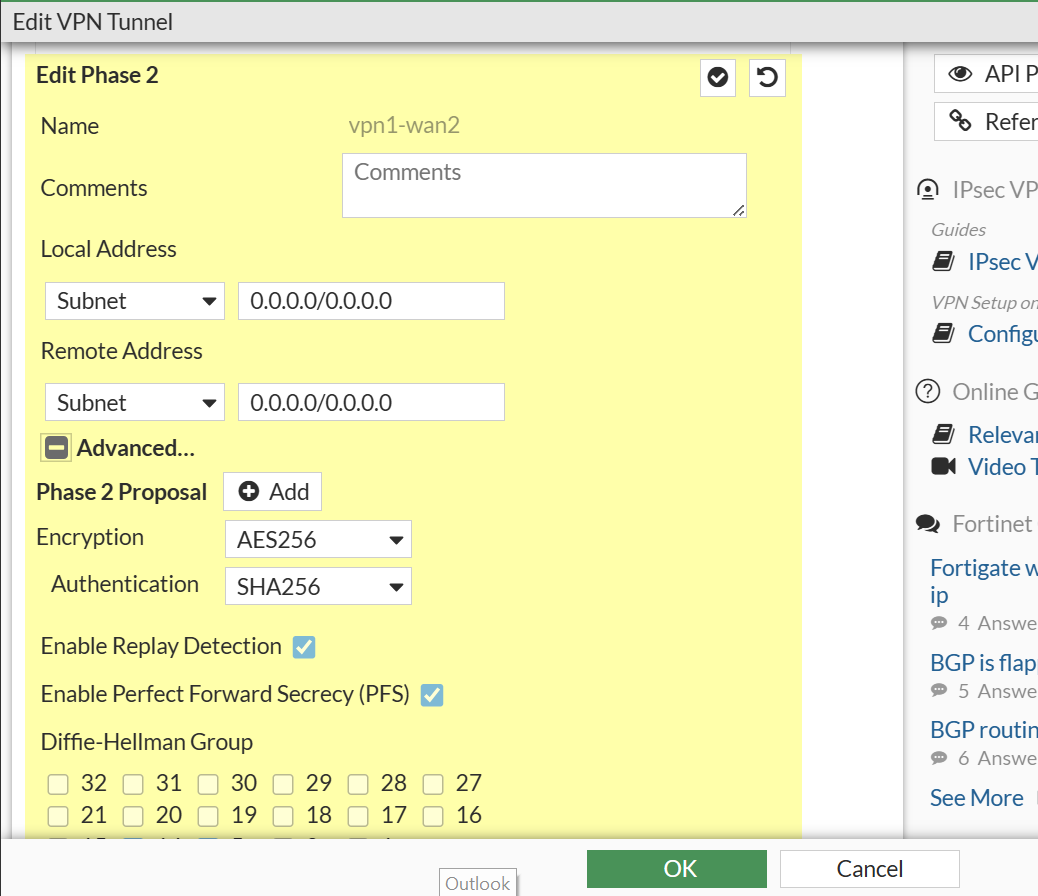 Edit VPN Tunnel
Edit Phase 2
API P
Name
vpn1-wan2
Refer
Comments
Comments
IPsec VP
Local Address
Guides
IPsec V
Subnet
0.0.0.0/0.0.0.0
VPN Setup on
Configu
Remote Address
Subnet
0.0.0.0/0.0.0.0
Online G
Advanced...
Relevan
Video T
Phase 2 Proposal
Add
Encryption
AES256
Fortinet
Authentication
SHA256
Fortigate w
ip
4 Answe
Enable Replay Detection
BGP is flapp
5 Answe
Enable Perfect Forward Secrecy (PFS)
BGP routin
6 Answe
Diffie-Hellman Group
32 31 30 29 28 27
See More
21 20 19 18 17 16
OK
Cancel
Outlook